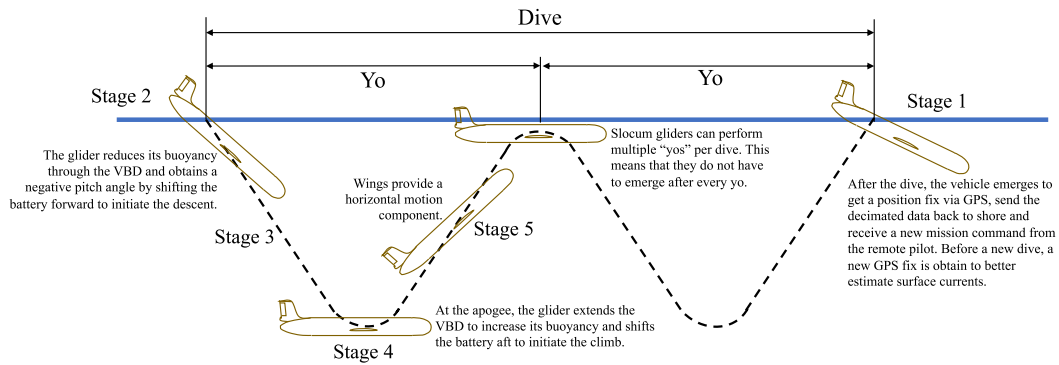 Dive
Yo
Yo
Stage 2
Stage 1
The glider reduces its buoyancy
through the VBD and obtains a
negative pitch angle by shifting the
battery forward to initiate the descent.
Slocum gliders can perform
multiple “yos” per dive. This
means that they do not have
to emerge after every yo.
Wings provide a
horizontal motion
component.
After the dive, the vehicle emerges to
get a position fix via GPS, send the
decimated data back to shore and
receive a new mission command from
the remote pilot. Before a new dive, a
new GPS fix is obtain to better
estimate surface currents.
Stage 3
Stage 5
At the apogee, the glider extends the
VBD to increase its buoyancy and shifts
the battery aft to initiate the climb.
Stage 4